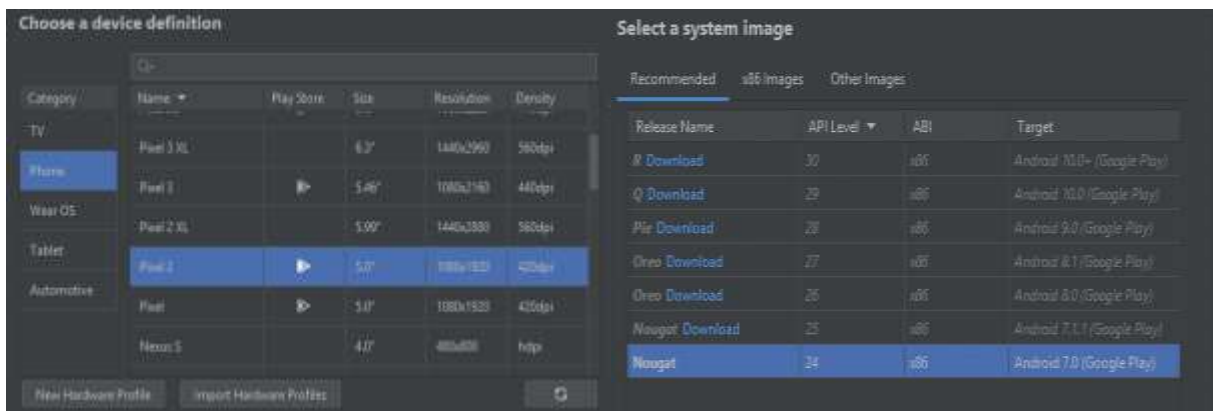 Choose a device definition
Category
Name Play Store Size Resolution Density
TV
Phone
Wear OS
Tablet
Automotive
Pixel 3 XL 6.3" 1440x2960 560dpi
Pixel 3 5.46" 1080x2160 440dpi
Pixel 2 XL 5.99" 1440x2880 560dpi
Pixel 2 5.0" 1080x1920 420dpi
Pixel 5.0" 1080x1920 420dpi
Nexus S 4.0" 480x800 hdpi
New Hardware Profile Import Hardware Profiles
Select a system image
Recommended x86 Images Other Images
Release Name API Level ABI Target
R Download 30 x86 Android 10.0+ (Google Play)
Q Download 29 x86 Android 10.0 (Google Play)
Pie Download 28 x86 Android 9.0 (Google Play)
Oreo Download 27 x86 Android 8.1 (Google Play)
Oreo Download 26 x86 Android 8.0 (Google Play)
Nougat Download 25 x86 Android 7.1.1 (Google Play)
Nougat 24 x86 Android 7.0 (Google Play)